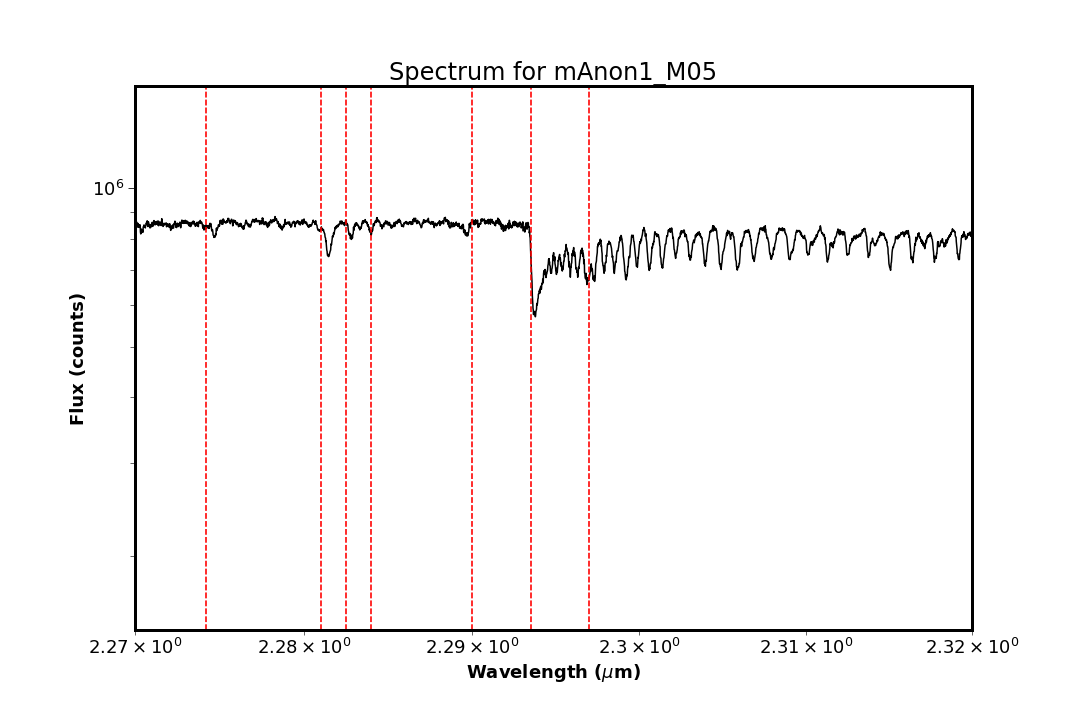 Spectrum for mAnon1_M05
10⁶
Flux (counts)
2.27 × 10⁰ 2.28 × 10⁰ 2.29 × 10⁰ 2.3 × 10⁰ 2.31 × 10⁰ 2.32 × 10⁰
Wavelength (μm)